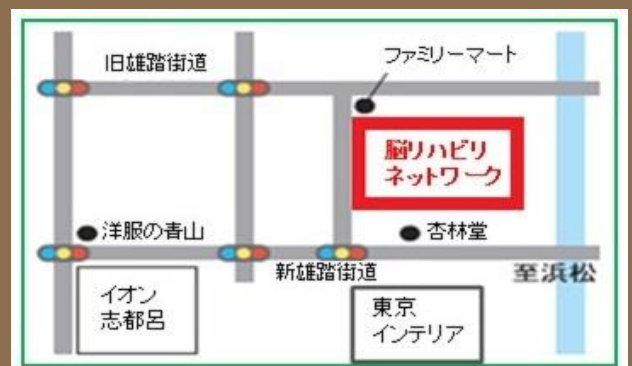 旧雄踏街道
ファミリーマート
脳リハビリ
ネットワーク
洋服の青山
杏林堂
新雄踏街道
至浜松
イオン
志都呂
東京
インテリア